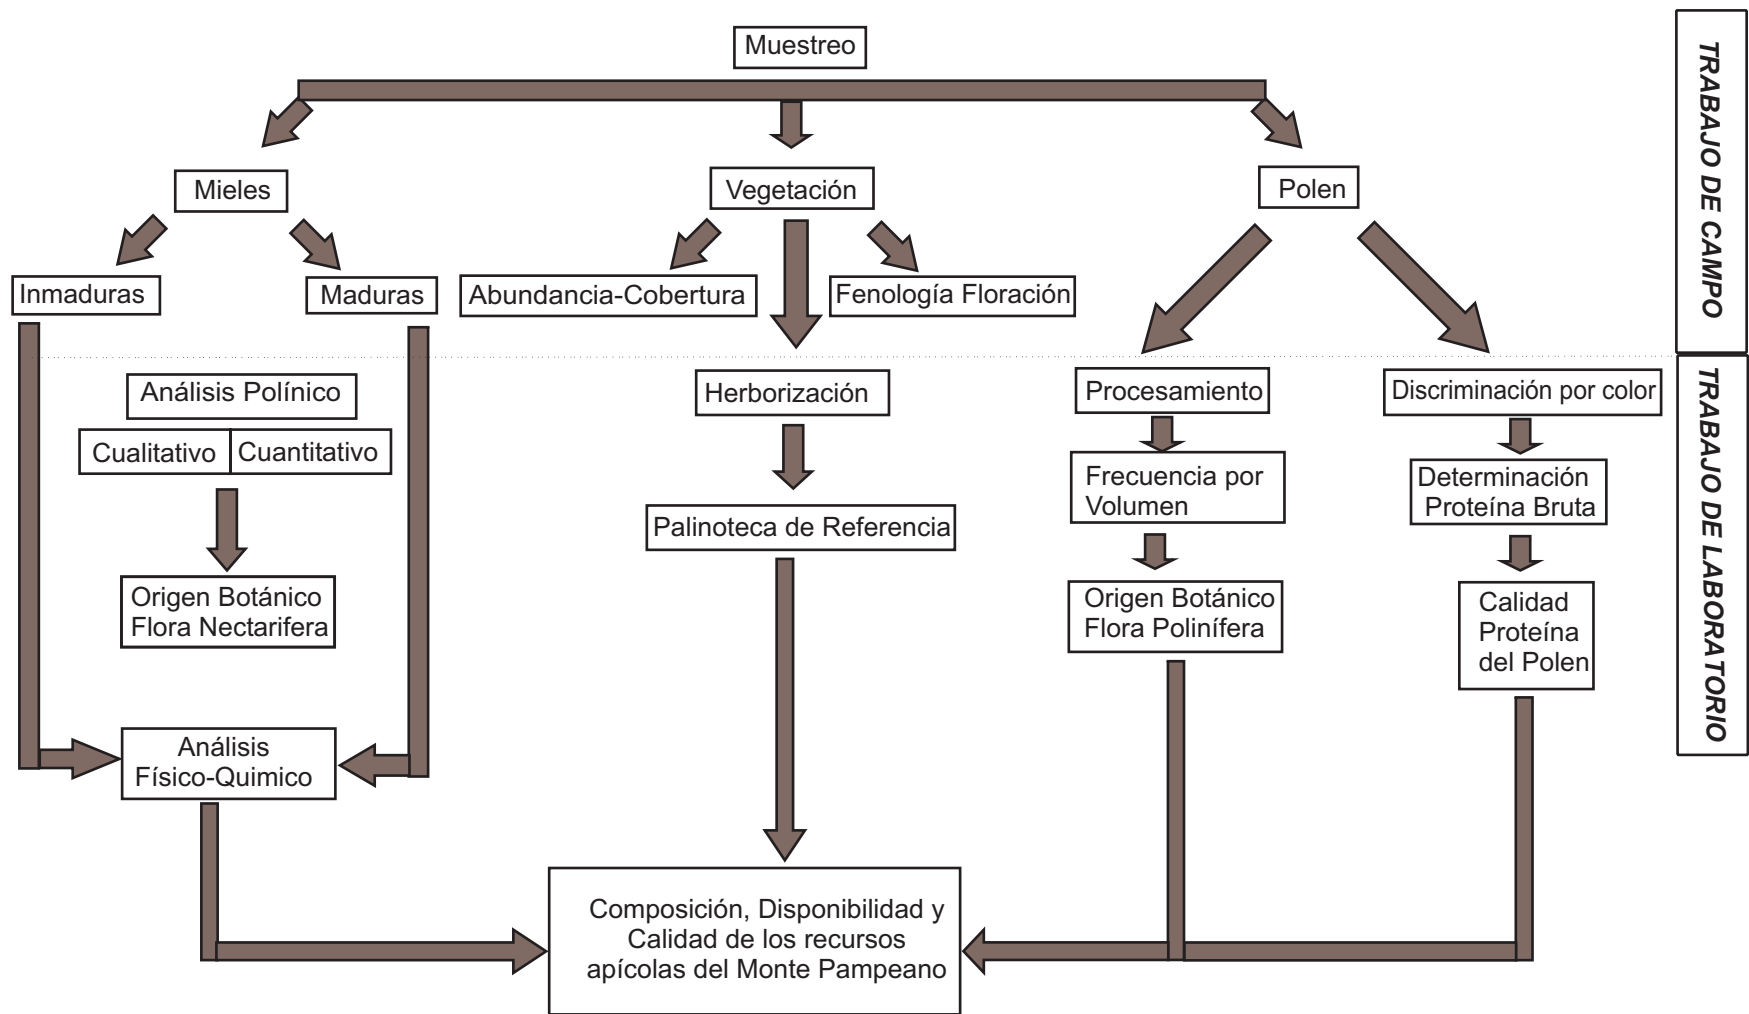 Muestreo
TRABAJO DE CAMPO
Mieles
Vegetación
Polen
Inmaduras
Maduras
Abundancia-Cobertura
Fenología Floración
TRABAJO DE LABORATORIO
Análisis Polínico
Cualitativo
Cuantitativo
Origen Botánico
Flora Nectarifera
Análisis
Físico-Quimico
Herborización
Palinoteca de Referencia
Procesamiento
Frecuencia por
Volumen
Origen Botánico
Flora Polinífera
Discriminación por color
Determinación
Proteína Bruta
Calidad
Proteína
del Polen
Composición, Disponibilidad y
Calidad de los recursos
apícolas del Monte Pampeano